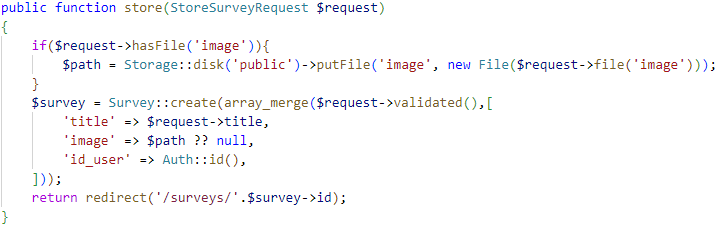 public function store(StoreSurveyRequest $request)
{
    if($request->hasFile('image')){
        $path = Storage::disk('public')->putFile('image', new File($request->file('image')));
    }
    $survey = Survey::create(array_merge($request->validated(),[
        'title' => $request->title,
        'image' => $path ?? null,
        'id_user' => Auth::id(),
    ]));
    return redirect('/surveys/'.$survey->id);
}